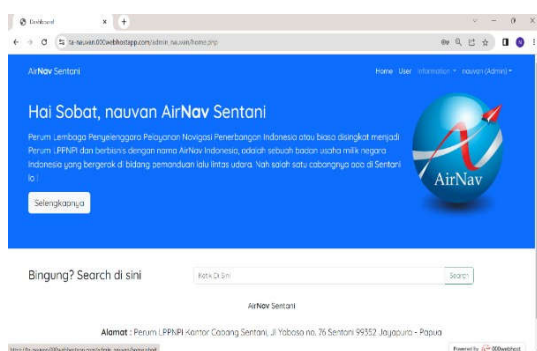 Dashboard
ta-nauvan.000webhostapp.com/admin_nauvan/home.php
AirNav Sentani
Home User Information nauvan (Admin)
Hai Sobat, nauvan AirNav Sentani
Perum Lembaga Penyelenggara Pelayanan Navigasi Penerbangan Indonesia atau biasa disingkat menjadi
Perum LPPNPI dan berbisnis dengan nama AirNav Indonesia, adalah sebuah badan usaha milik negara
Indonesia yang bergerak di bidang pemanduan lalu lintas udara. Nah salah satu cabangnya ada di Sentani
lo !
AirNav
Selengkapnya
Bingung? Search di sini
Ketik Di Sini
Search
AirNav Sentani
Alamat : Perum LPPNPI Kantor Cabang Sentani, Jl Yabaso no. 76 Sentani 99352 Jayapura - Papua
Powered by 000webhost